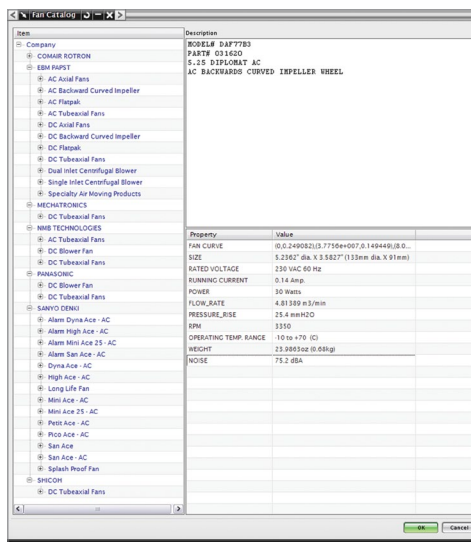 Fan Catalog
Item
Company
COMAIR ROTRON
EBM PAPST
AC Axial Fans
AC Backward Curved Impeller
AC Flatpak
AC Tubeaxial Fans
DC Axial Fans
DC Backward Curved Impeller
DC Flatpak
DC Tubeaxial Fans
Dual Inlet Centrifugal Blower
Single Inlet Centrifugal Blower
Specialty Air Moving Products
MECHATRONICS
DC Tubeaxial Fans
NMB TECHNOLOGIES
AC Tubeaxial Fans
DC Blower Fan
DC Tubeaxial Fans
PANASONIC
DC Blower Fan
DC Tubeaxial Fans
SANYO DENKI
Alarm Dyna Ace - AC
Alarm High Ace - AC
Alarm Mini Ace 25 - AC
Alarm San Ace - AC
Dyna Ace - AC
High Ace - AC
Long Life Fan
Mini Ace - AC
Mini Ace 25 - AC
Petit Ace - AC
Pico Ace - AC
San Ace
San Ace - AC
Splash Proof Fan
SHICOH
DC Tubeaxial Fans
Description
MODEL# DAF77B3
PART# 031620
5.25 DIPLOMAT AC
AC BACKWARDS CURVED IMPELLER WHEEL
Property Value
FAN CURVE (0,0.249082),(3.7756e+007,0.149449),(8.0...
SIZE 5.2362" dia. X 3.5827" (133mm dia. X 91mm)
RATED VOLTAGE 230 VAC 60 Hz
RUNNING CURRENT 0.14 Amp.
POWER 30 Watts
FLOW_RATE 4.81389 m3/min
PRESSURE_RISE 25.4 mmH2O
RPM 3350
OPERATING TEMP. RANGE -10 to +70 (C)
WEIGHT 23.9863oz (0.68kg)
NOISE 75.2 dBA
OK Cancel